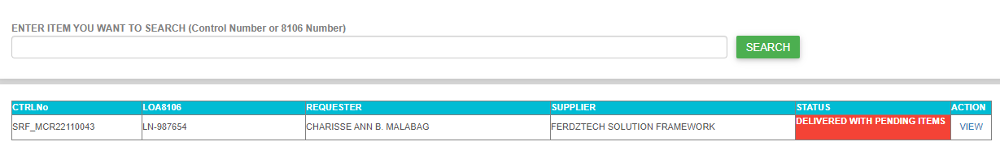 ENTER ITEM YOU WANT TO SEARCH (Control Number or 8106 Number)
SEARCH
CTRLNo LOA8106 REQUESTER SUPPLIER STATUS ACTION
SRF_MCR22110043 LN-987654 CHARISSE ANN B. MALABAG FERDZTECH SOLUTION FRAMEWORK DELIVERED WITH PENDING ITEMS VIEW